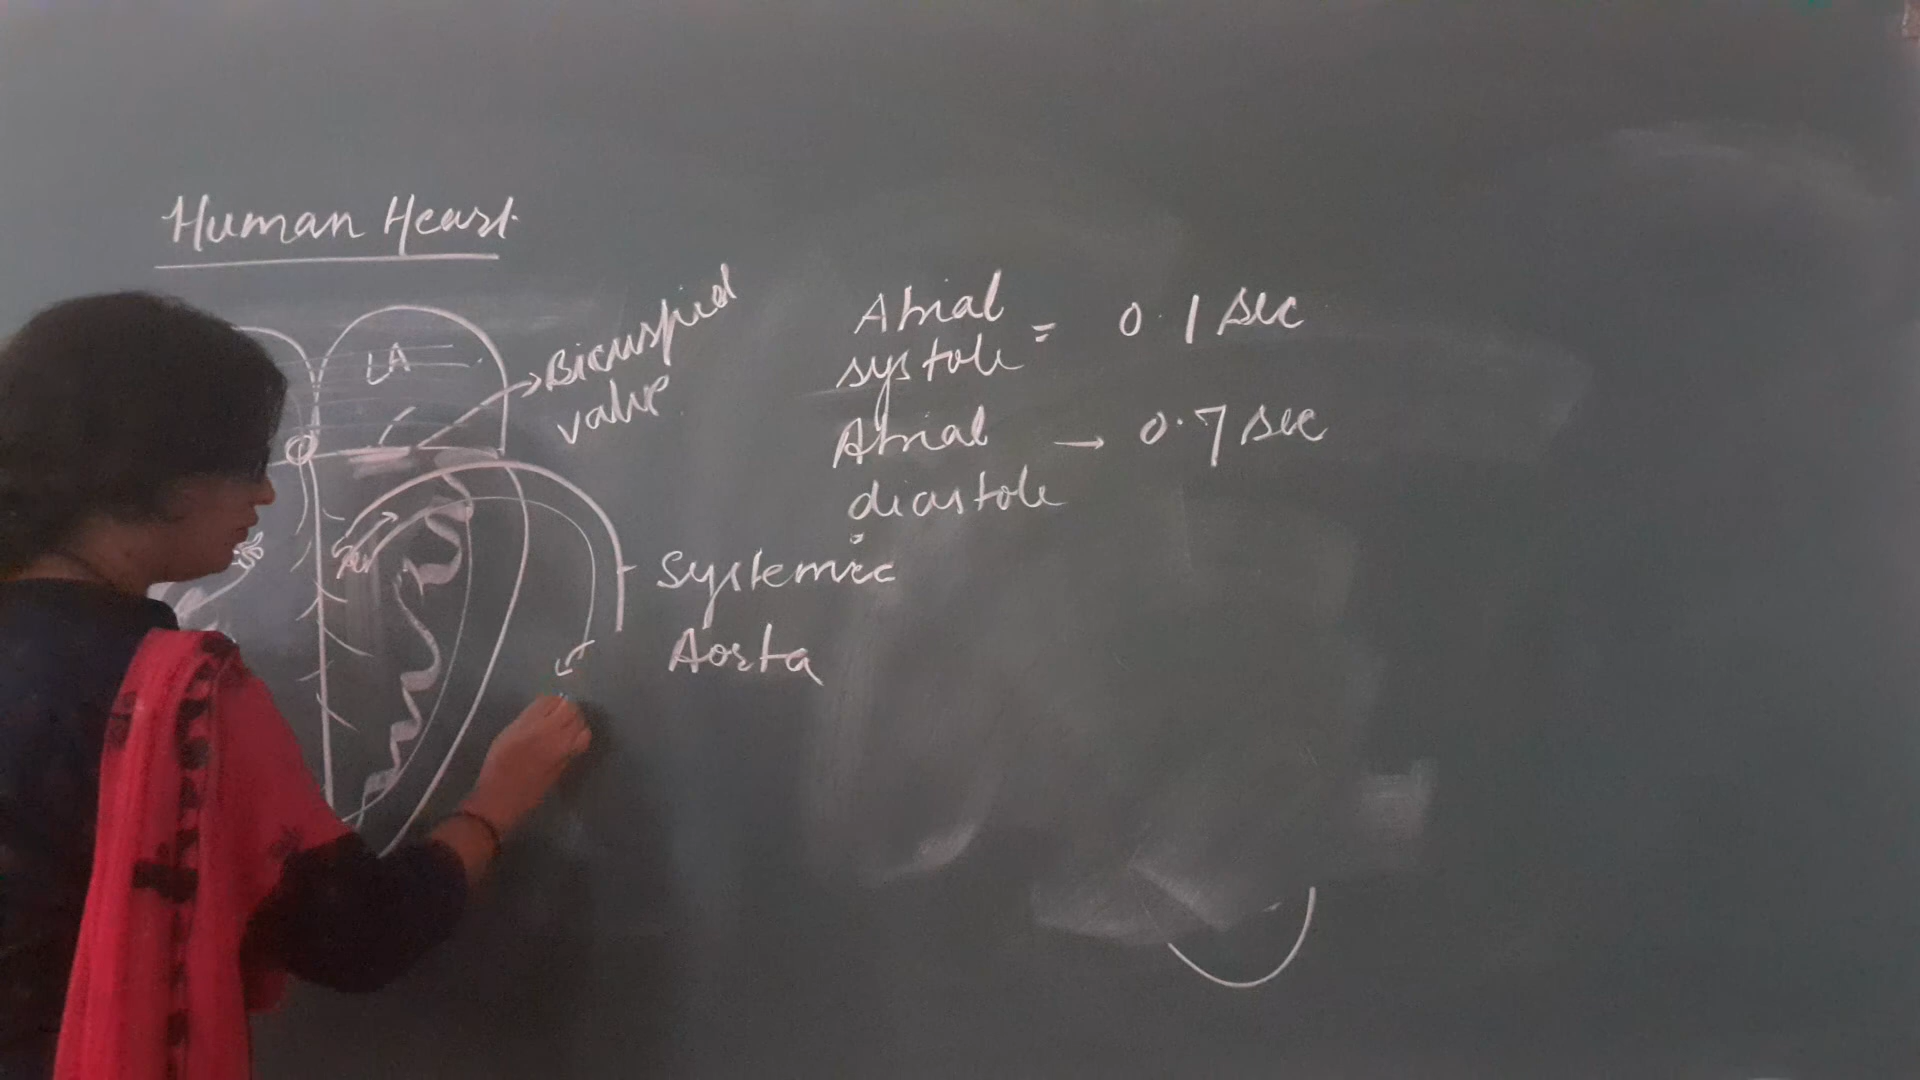 Human Heart
LA
Bicuspid
valve
Atrial
systole = 0.1 sec
Atrial → 0.7 sec
diastole
Systemic
Aorta